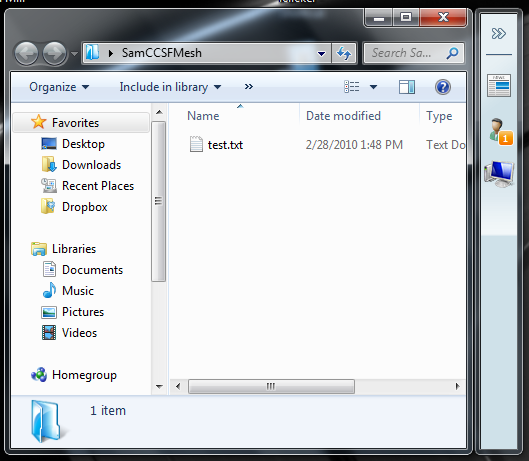 SamCCSFMesh
Search Sa...
Organize
Include in library
»
Name
Date modified
Type
test.txt
2/28/2010 1:48 PM
Text Do
Favorites
Desktop
Downloads
Recent Places
Dropbox
Libraries
Documents
Music
Pictures
Videos
Homegroup
1 item
NEWS
1